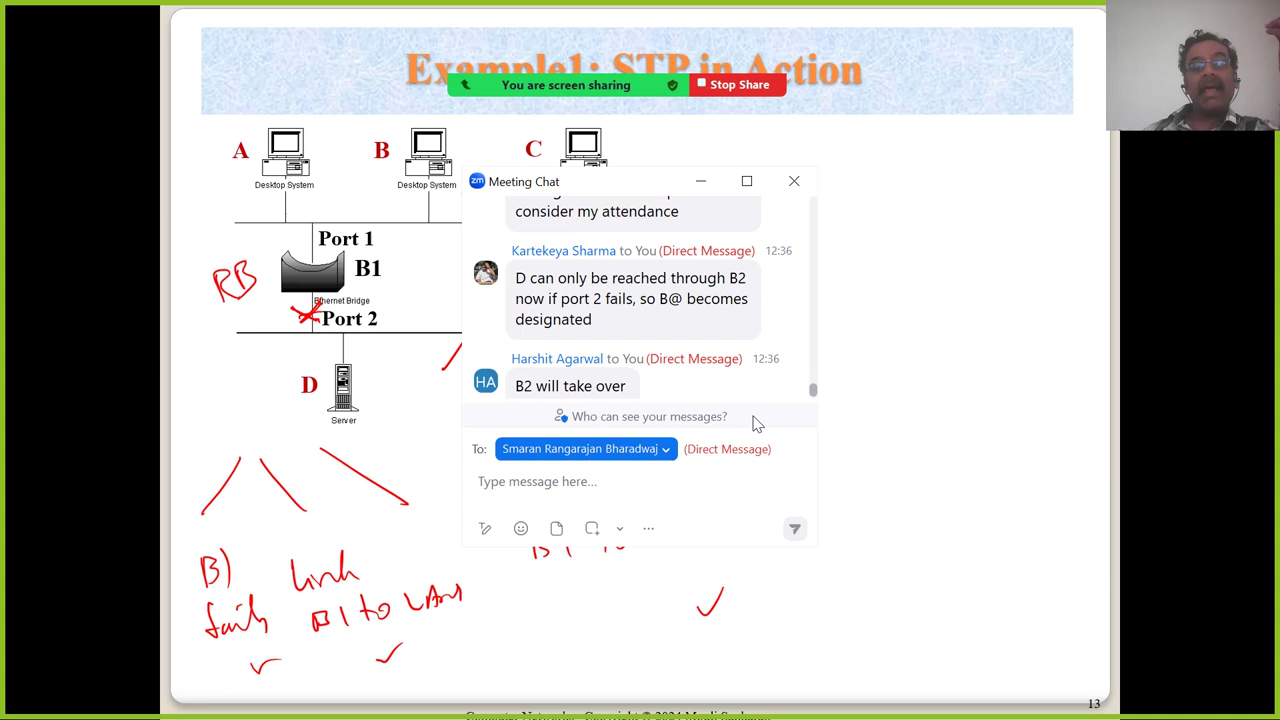 Example1: STP in Action
You are screen sharing
Stop Share
A
B
C
Desktop System
Desktop System
zm Meeting Chat
consider my attendance
Kartekeya Sharma to You (Direct Message) 12:36
D can only be reached through B2
now if port 2 fails, so B@ becomes
designated
Harshit Agarwal to You (Direct Message) 12:36
HA
B2 will take over
Who can see your messages?
To: Smaran Rangarajan Bharadwaj (Direct Message)
Type message here...
Port 1
RB
B1
Ethernet Bridge
Port 2
D
Server
B) link
fails B1 to LAN
13